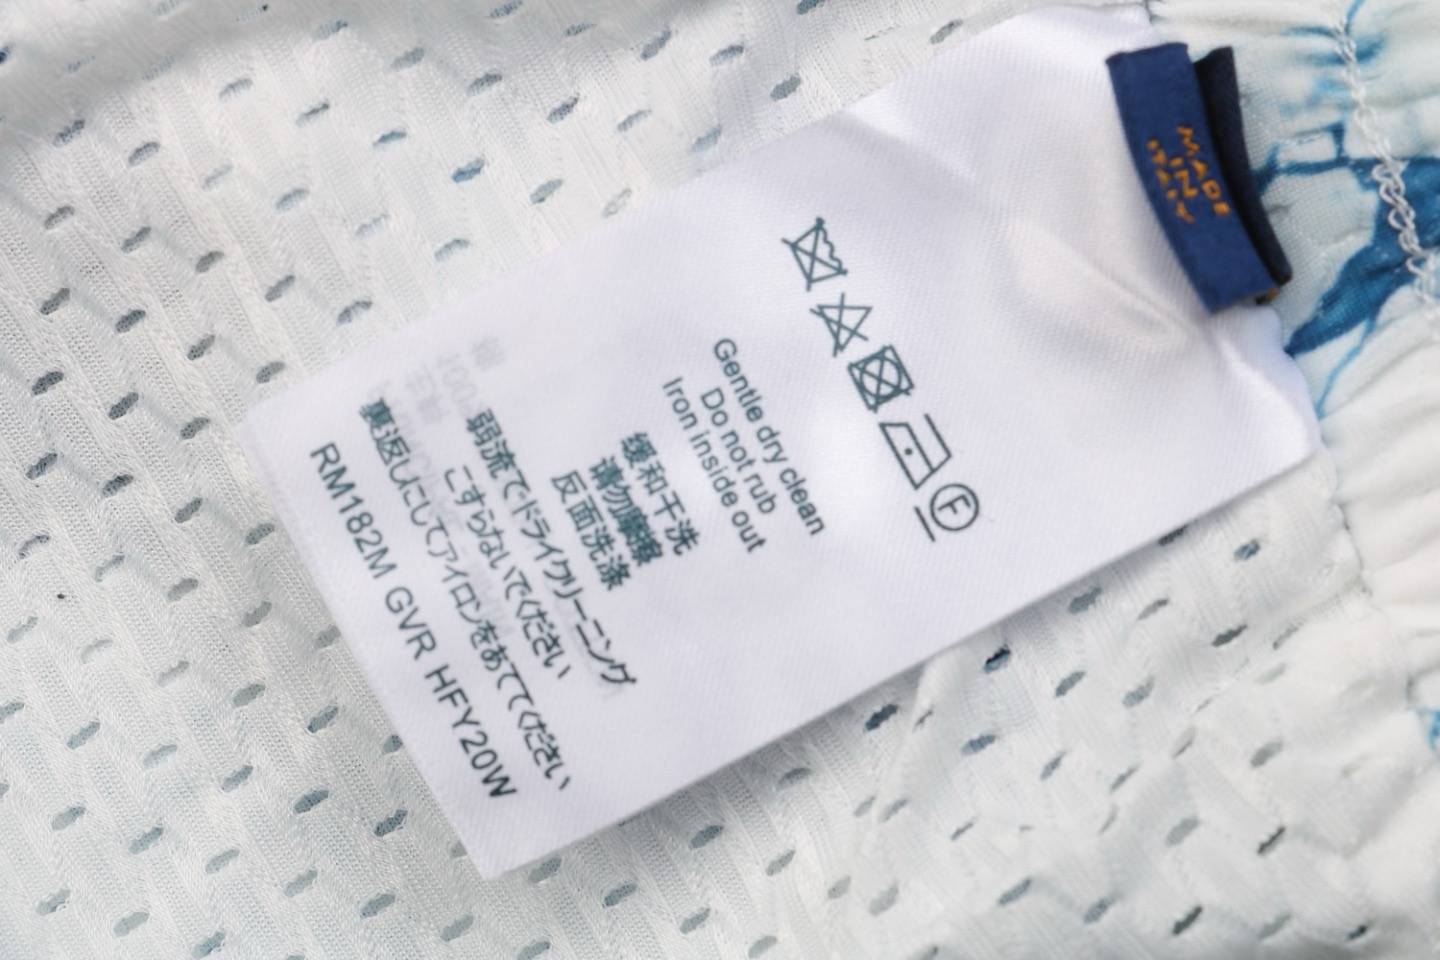 MADE
IN
ITALY
F
Gentle dry clean
Do not rub
Iron inside out
缓和干洗
请勿
反面洗涤
弱流でドライクリーニング
こすらないでください
裏返しにしてアイロンをあててください
RM182M GVR HFY20W